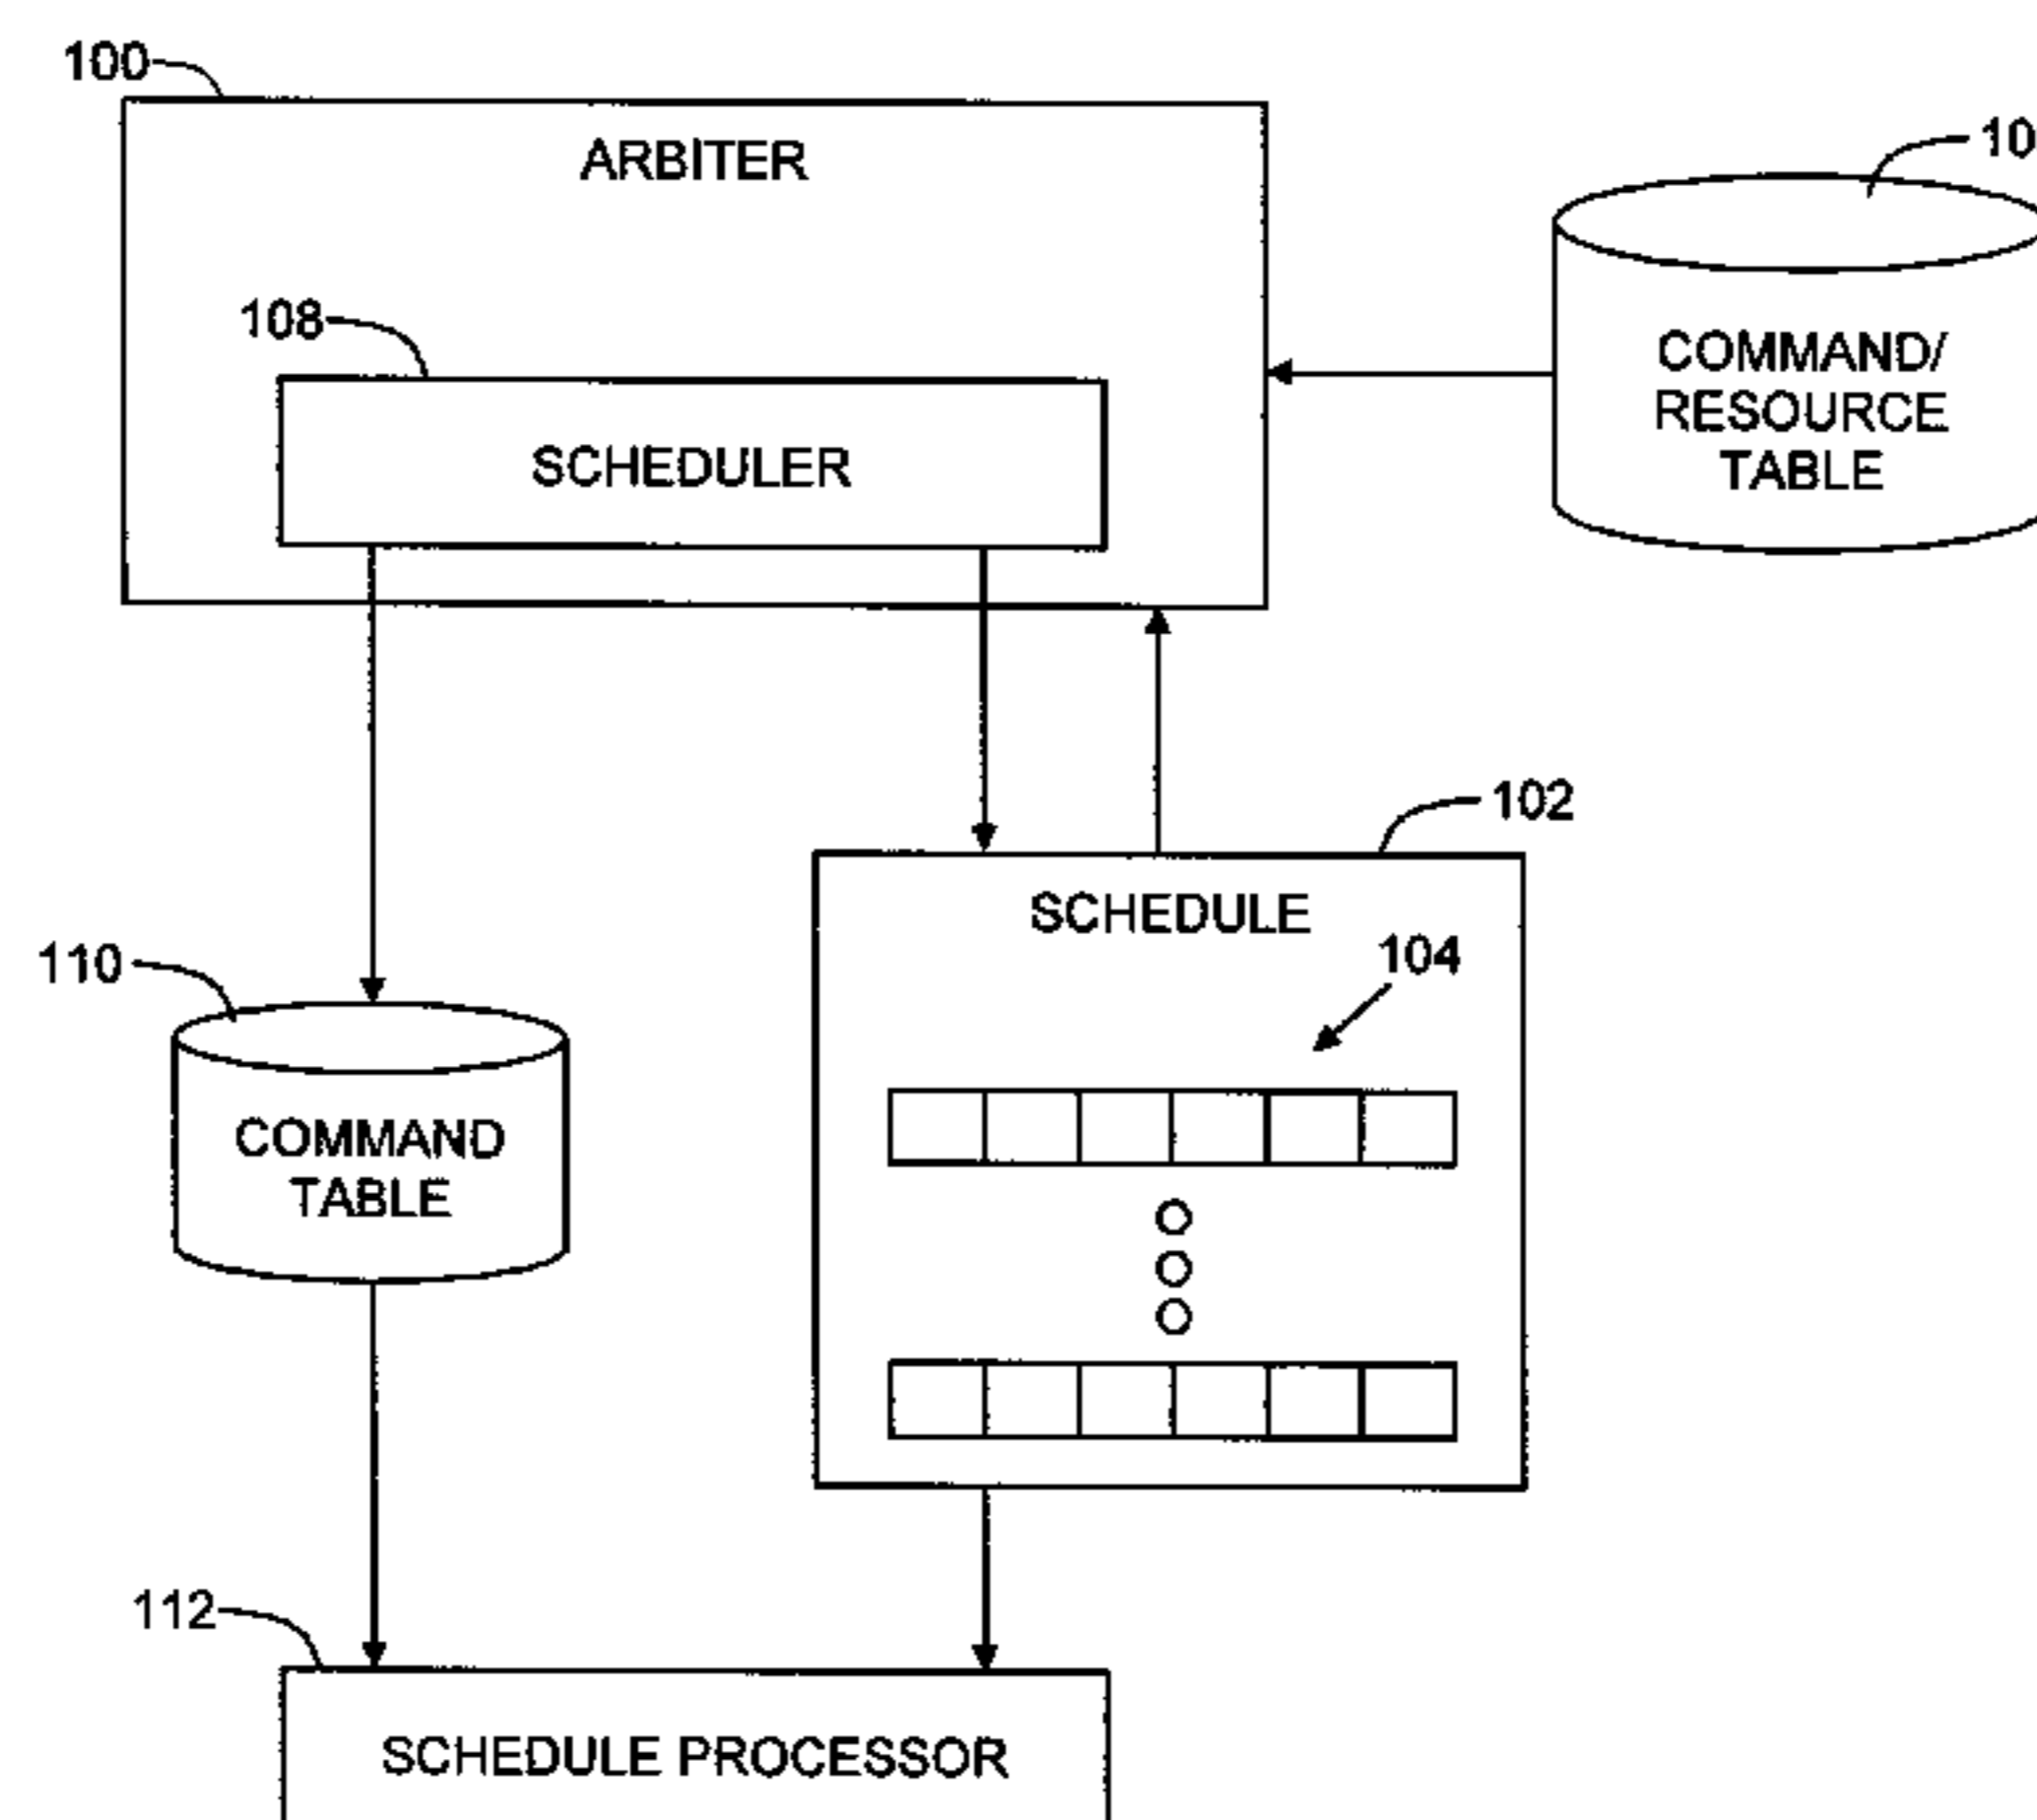 100
ARBITER
10
108
COMMAND/
RESOURCE
TABLE
SCHEDULER
102
SCHEDULE
104
110
COMMAND
TABLE
112
SCHEDULE PROCESSOR